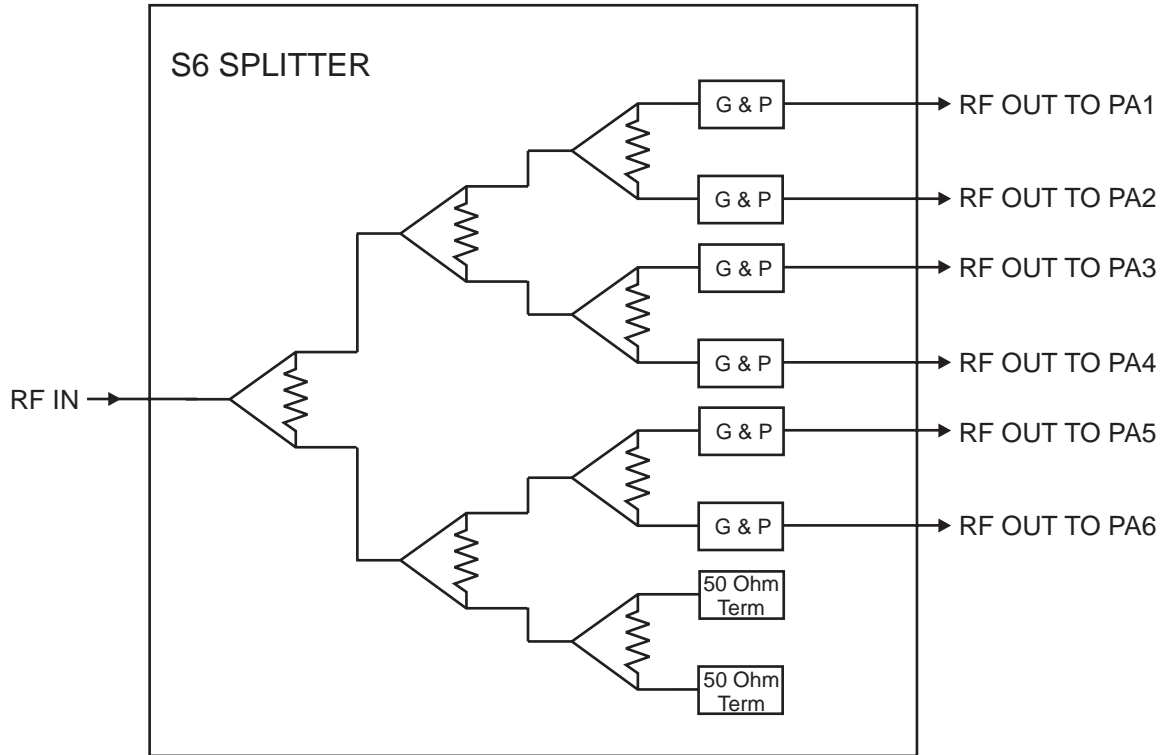 S6 SPLITTER
G & P
RF OUT TO PA1
G & P
RF OUT TO PA2
G & P
RF OUT TO PA3
G & P
RF OUT TO PA4
RF IN
G & P
RF OUT TO PA5
G & P
RF OUT TO PA6
50 Ohm
Term
50 Ohm
Term